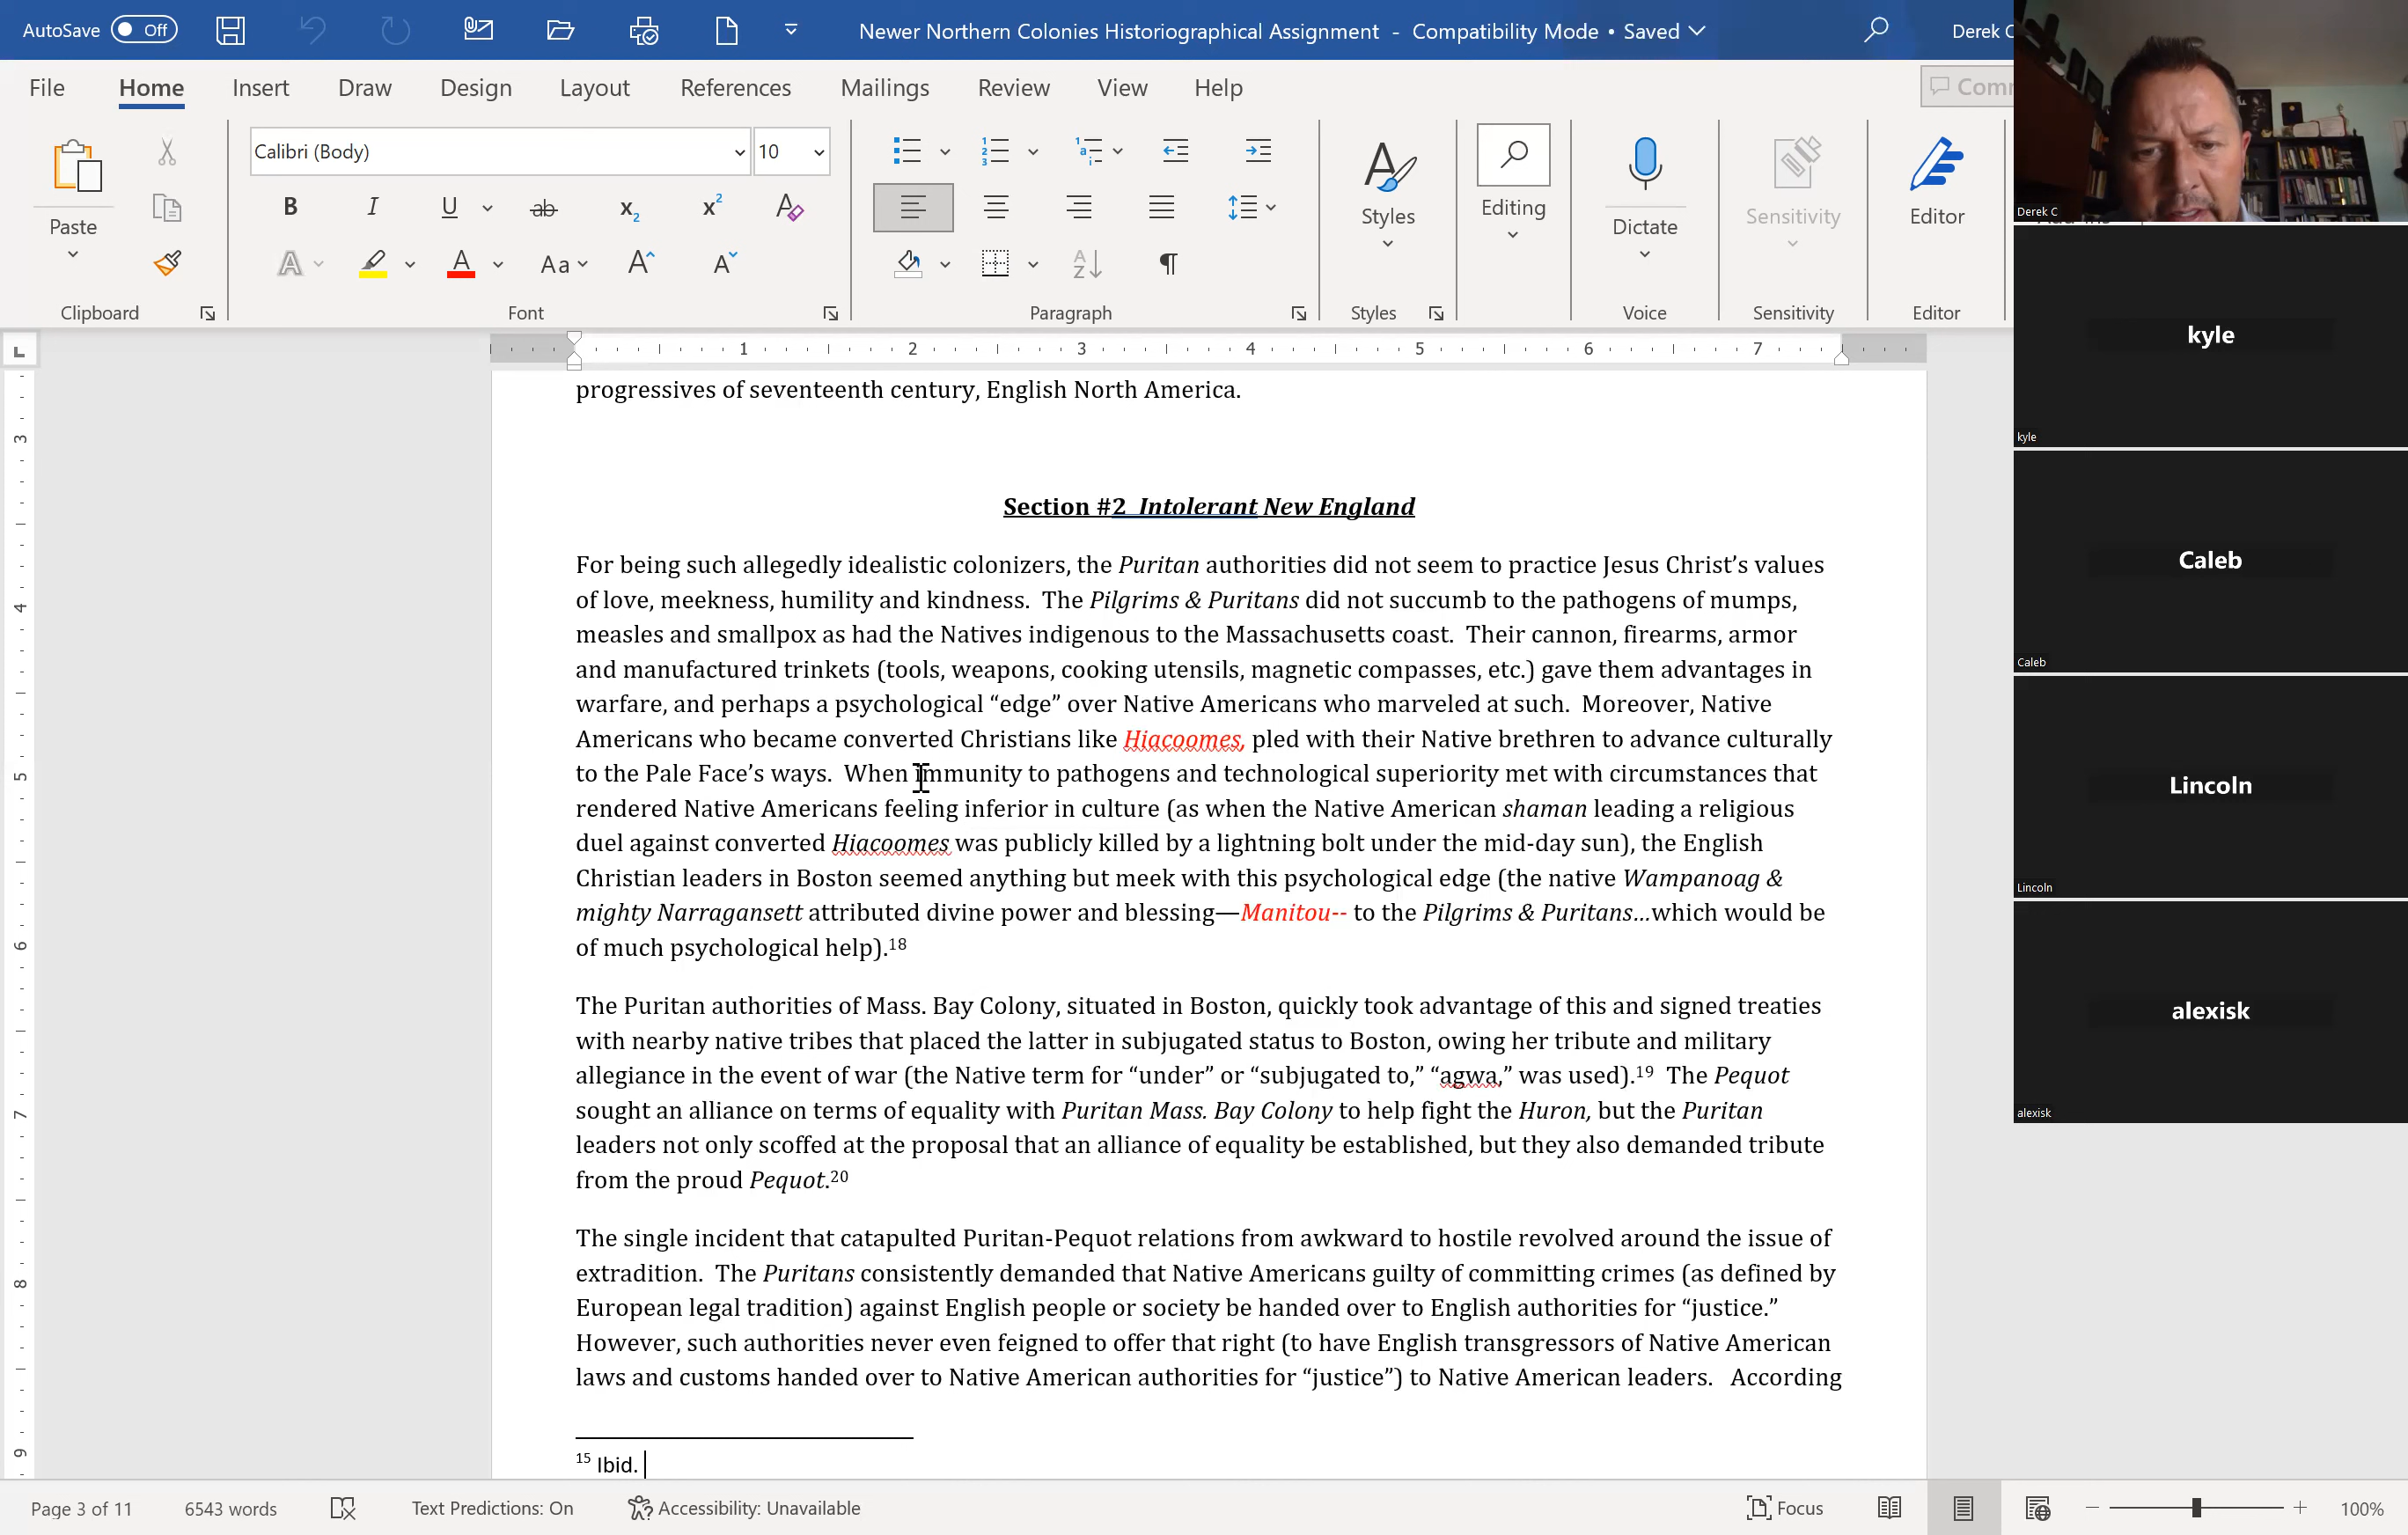 AutoSave Off Newer Northern Colonies Historiographical Assignment - Compatibility Mode • Saved Derek C
File Home Insert Draw Design Layout References Mailings Review View Help
Paste
Clipboard
Calibri (Body) 10
Font
Paragraph
Styles
Styles
Editing
Dictate
Voice
Sensitivity
Sensitivity
Editor
Editor
Derek C
kyle
kyle
Caleb
Caleb
Lincoln
Lincoln
alexisk
alexisk
1 2 3 4 5 6 7
3
4
5
6
7
8
9
progressives of seventeenth century, English North America.
Section #2 Intolerant New England
For being such allegedly idealistic colonizers, the Puritan authorities did not seem to practice Jesus Christ’s values
of love, meekness, humility and kindness. The Pilgrims & Puritans did not succumb to the pathogens of mumps,
measles and smallpox as had the Natives indigenous to the Massachusetts coast. Their cannon, firearms, armor
and manufactured trinkets (tools, weapons, cooking utensils, magnetic compasses, etc.) gave them advantages in
warfare, and perhaps a psychological “edge” over Native Americans who marveled at such. Moreover, Native
Americans who became converted Christians like Hiacoomes, pled with their Native brethren to advance culturally
to the Pale Face’s ways. When immunity to pathogens and technological superiority met with circumstances that
rendered Native Americans feeling inferior in culture (as when the Native American shaman leading a religious
duel against converted Hiacoomes was publicly killed by a lightning bolt under the mid-day sun), the English
Christian leaders in Boston seemed anything but meek with this psychological edge (the native Wampanoag &
mighty Narragansett attributed divine power and blessing—Manitou-- to the Pilgrims & Puritans…which would be
of much psychological help).18
The Puritan authorities of Mass. Bay Colony, situated in Boston, quickly took advantage of this and signed treaties
with nearby native tribes that placed the latter in subjugated status to Boston, owing her tribute and military
allegiance in the event of war (the Native term for “under” or “subjugated to,” “agwa,” was used).19 The Pequot
sought an alliance on terms of equality with Puritan Mass. Bay Colony to help fight the Huron, but the Puritan
leaders not only scoffed at the proposal that an alliance of equality be established, but they also demanded tribute
from the proud Pequot.20
The single incident that catapulted Puritan-Pequot relations from awkward to hostile revolved around the issue of
extradition. The Puritans consistently demanded that Native Americans guilty of committing crimes (as defined by
European legal tradition) against English people or society be handed over to English authorities for “justice.”
However, such authorities never even feigned to offer that right (to have English transgressors of Native American
laws and customs handed over to Native American authorities for “justice”) to Native American leaders. According
15 Ibid.
Page 3 of 11 6543 words Text Predictions: On Accessibility: Unavailable Focus 100%